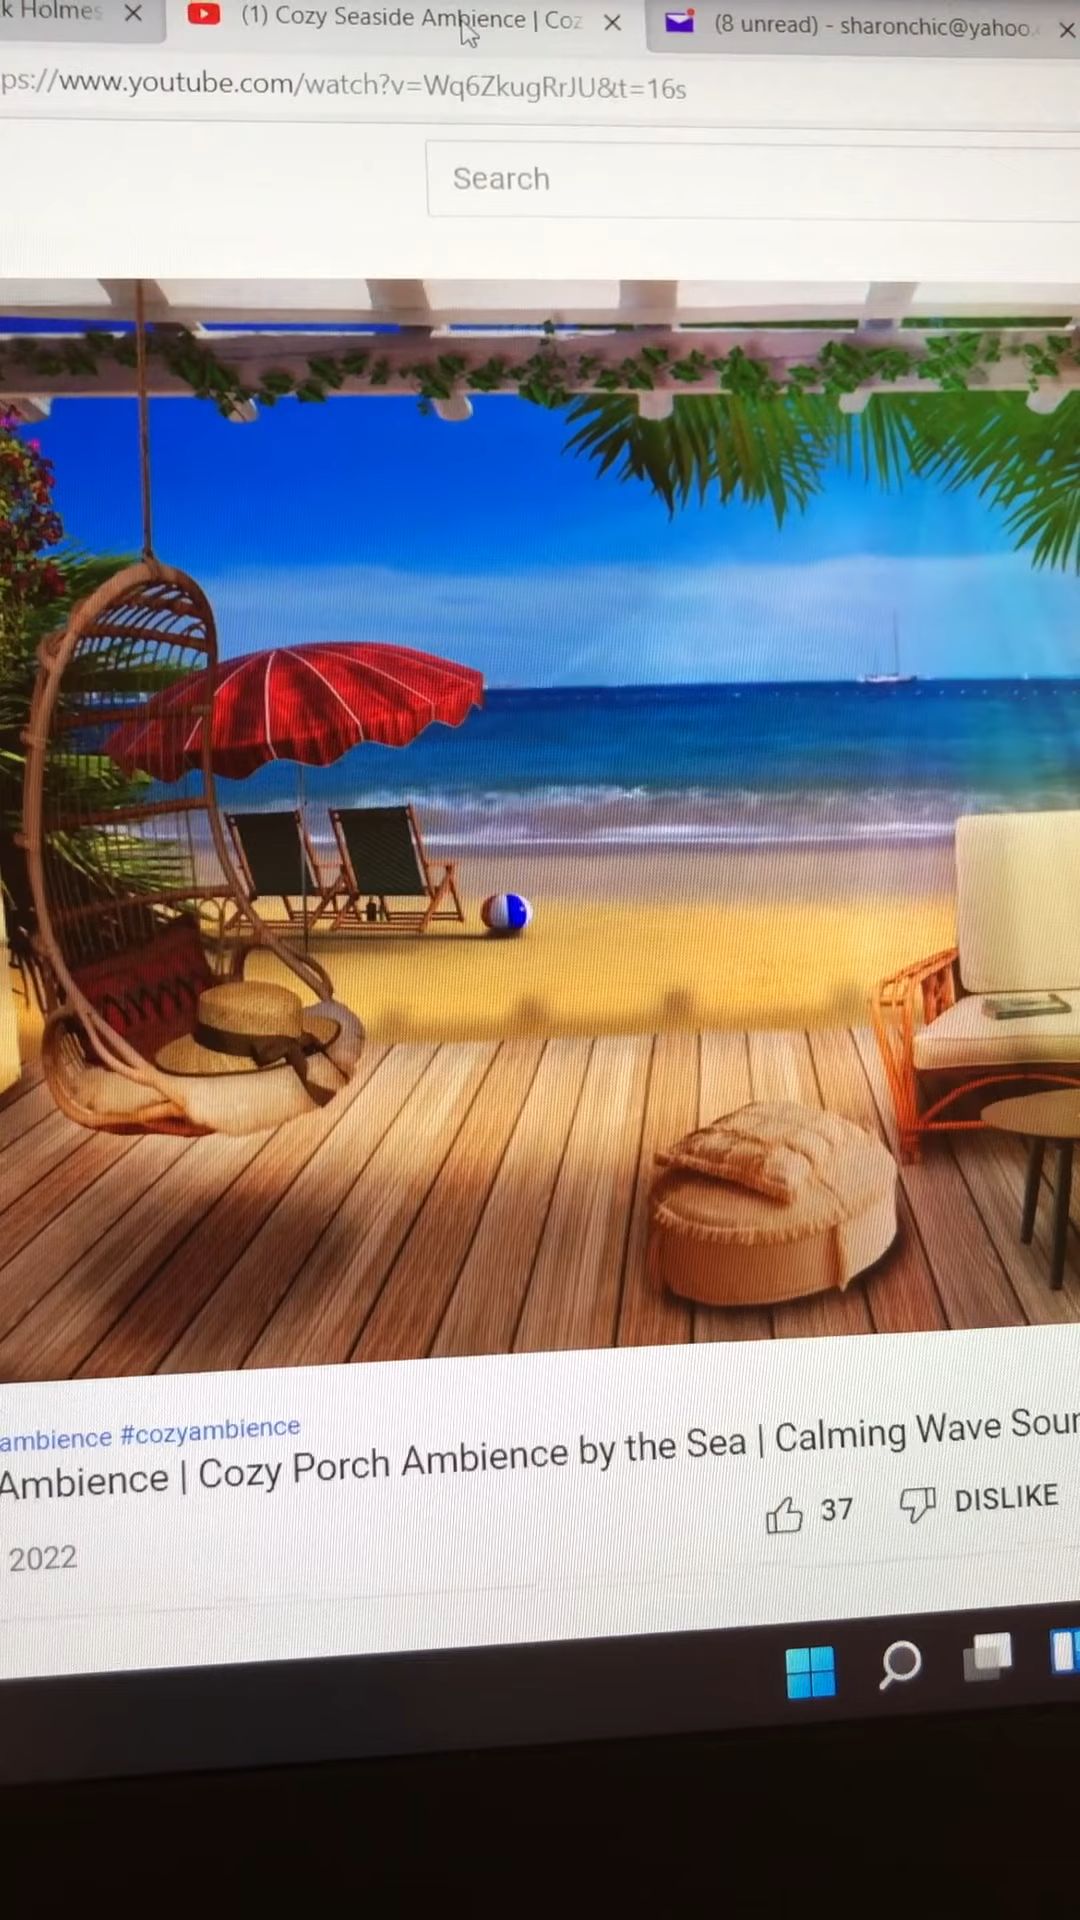 k Holmes
(1) Cozy Seaside Ambience | Coz
(8 unread) - sharonchic@yahoo.
ps://www.youtube.com/watch?v=Wq6ZkugRrJU&t=16s
Search
ambience #cozyambience
Ambience | Cozy Porch Ambience by the Sea | Calming Wave Soun
37
DISLIKE
2022